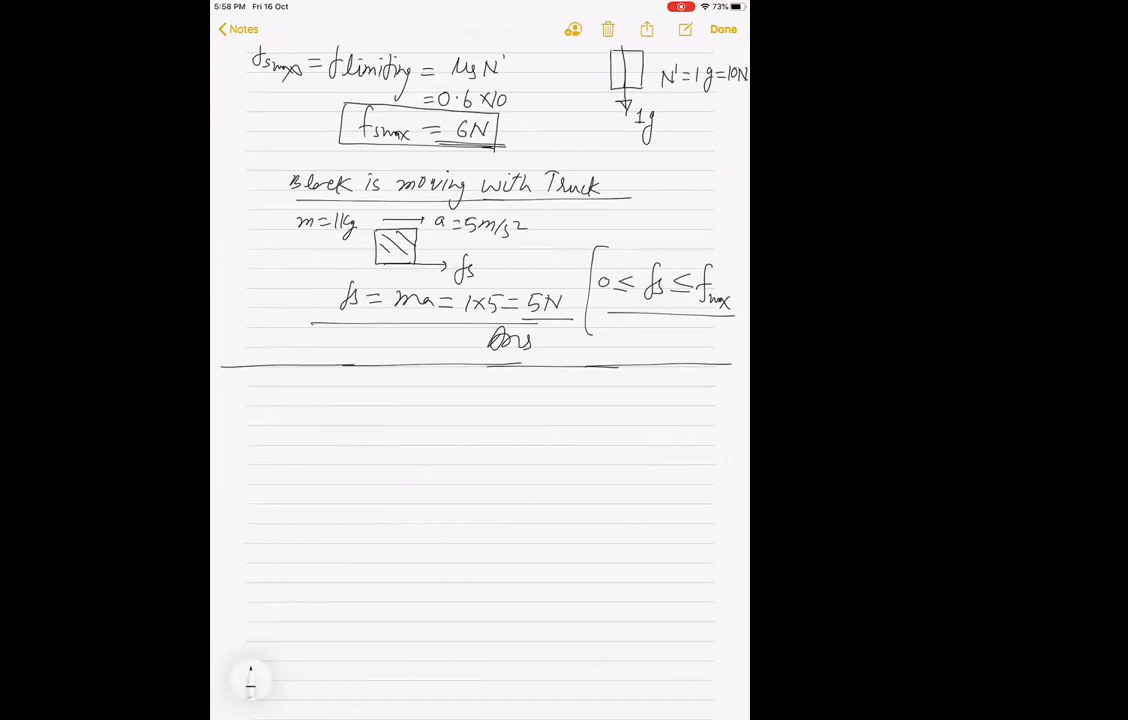 5:58 PM Fri 16 Oct 73%
Notes Done
fsmax = flimiting = μsN'
N' = 1g = 10N
= 0.6 × 10
1g
fsmax = 6N
Block is moving with Truck
m = 1kg a = 5m/s²
fs
0 ≤ fs ≤ fmax
fs = ma = 1×5 = 5N
Ans